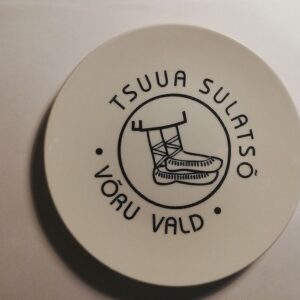 TSUUA SULATSÕ
• VÕRU VALD •